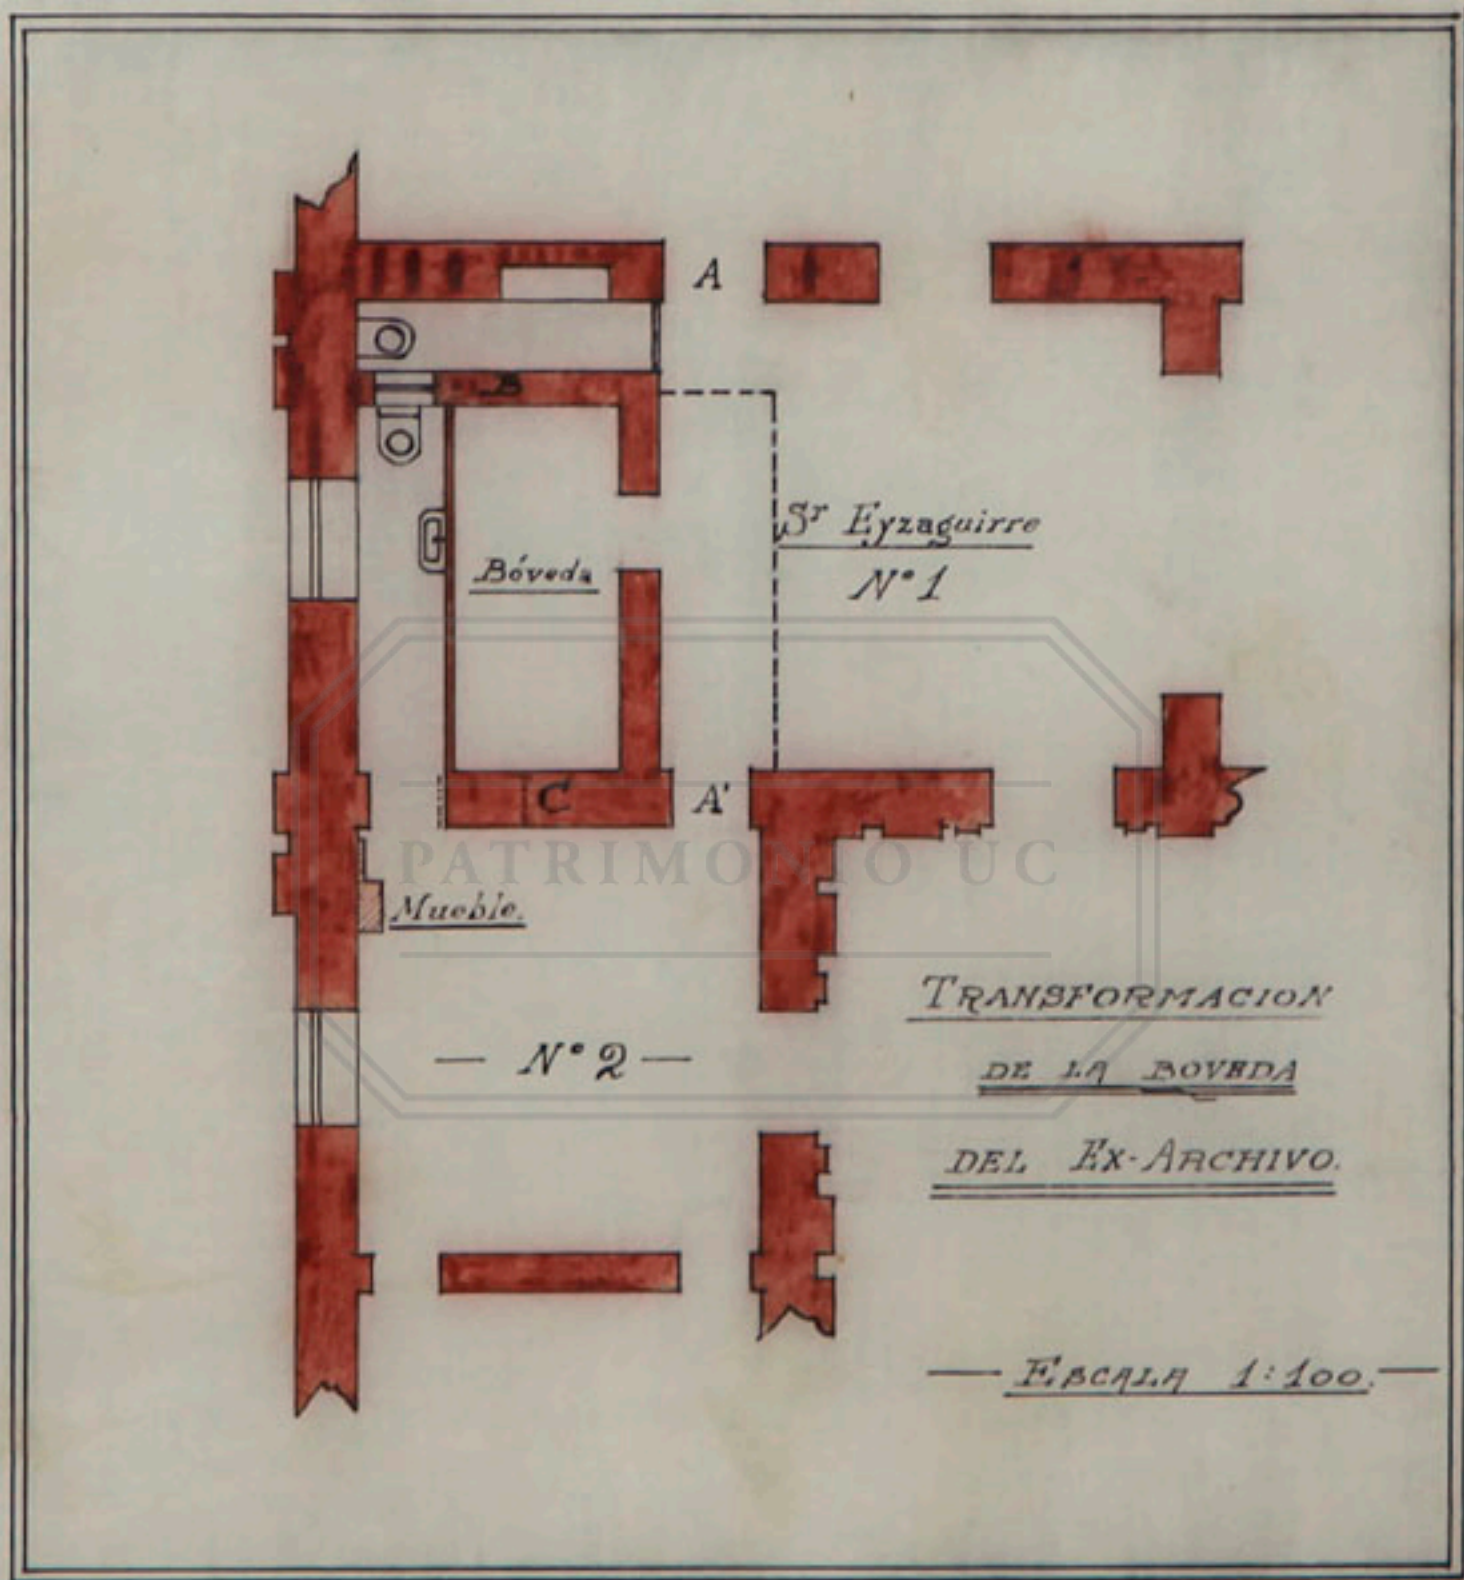 A
B
Sr Eyzaguirre
Nº 1
Bóveda
C
A'
PATRIMONIO UC
Mueble.
— Nº 2 —
TRANSFORMACION
DE LA BOVEDA
DEL EX-ARCHIVO.
— ESCALA 1:100. —